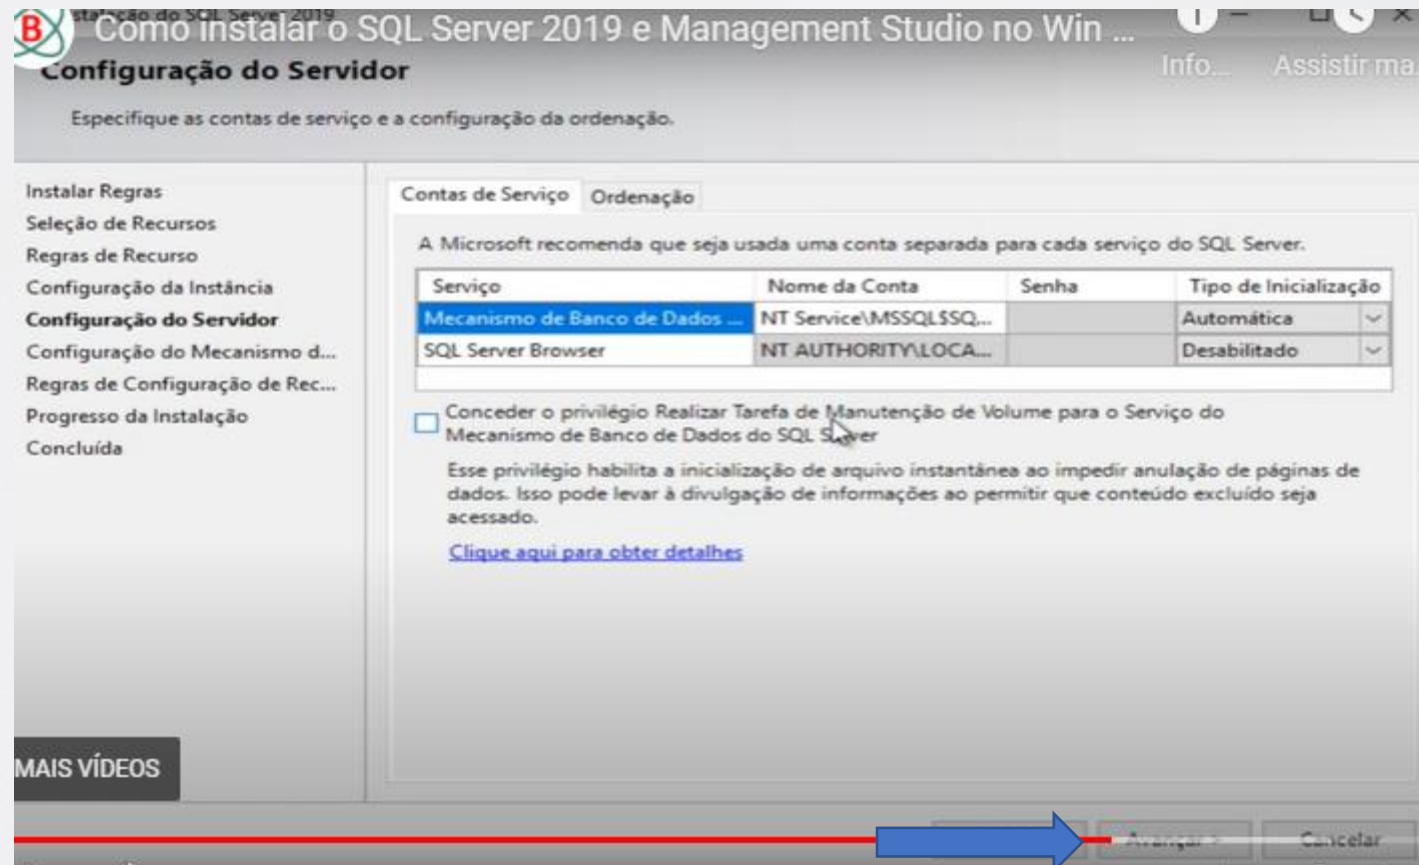 B
stalação do SQL Server 2019
Como Instalar o SQL Server 2019 e Management Studio no Win ...
Info...
Assistir ma
Configuração do Servidor
Especifique as contas de serviço e a configuração da ordenação.
Instalar Regras
Seleção de Recursos
Regras de Recurso
Configuração da Instância
Configuração do Servidor
Configuração do Mecanismo d...
Regras de Configuração de Rec...
Progresso da Instalação
Concluída
Contas de Serviço
Ordenação
A Microsoft recomenda que seja usada uma conta separada para cada serviço do SQL Server.
Serviço Nome da Conta Senha Tipo de Inicialização
Mecanismo de Banco de Dados ... NT Service\MSSQL$SQ... Automática
SQL Server Browser NT AUTHORITY\LOCA... Desabilitado
Conceder o privilégio Realizar Tarefa de Manutenção de Volume para o Serviço do
Mecanismo de Banco de Dados do SQL Server
Esse privilégio habilita a inicialização de arquivo instantânea ao impedir anulação de páginas de
dados. Isso pode levar à divulgação de informações ao permitir que conteúdo excluído seja
acessado.
Clique aqui para obter detalhes
MAIS VÍDEOS
Avançar >
Cancelar